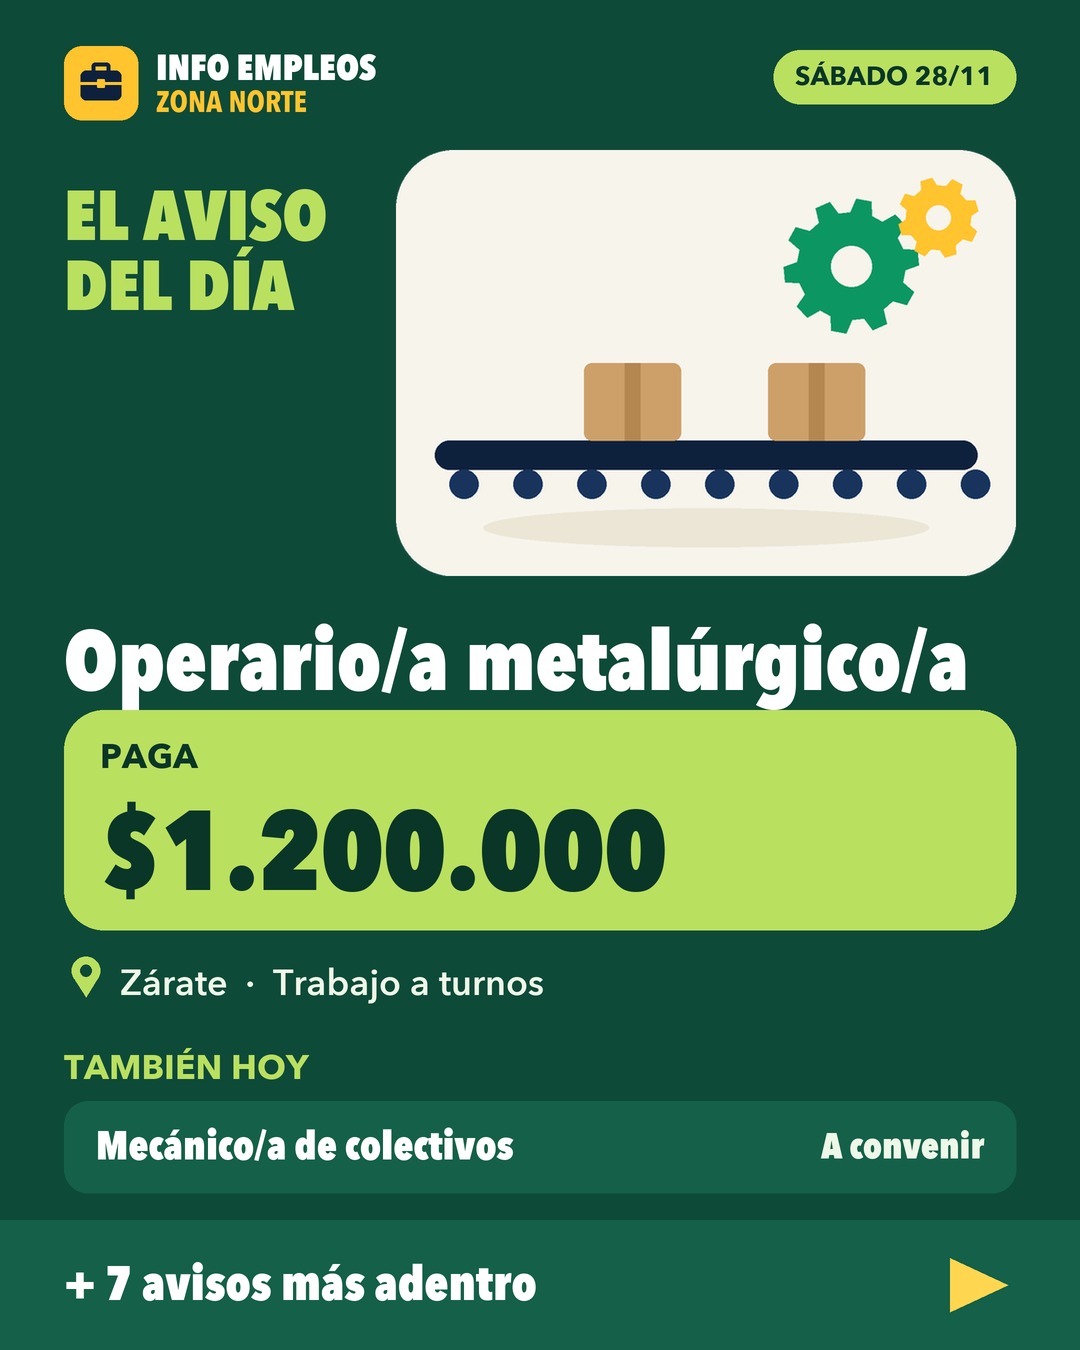 INFO EMPLEOS
ZONA NORTE
SÁBADO 28/11
EL AVISO
DEL DÍA
Operario/a metalúrgico/a
PAGA
$1.200.000
Zárate · Trabajo a turnos
TAMBIÉN HOY
Mecánico/a de colectivos
A convenir
+ 7 avisos más adentro